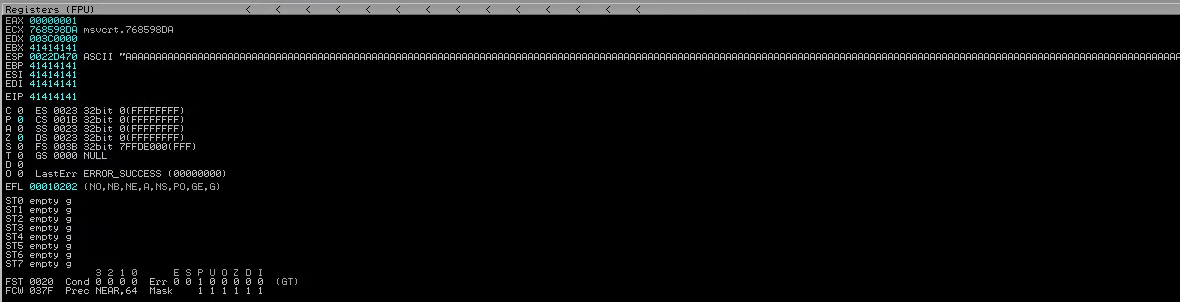 Registers (FPU) < < < < < < < < < < < < < <
EAX 00000001
ECX 768598DA msvcrt.768598DA
EDX 003C0000
EBX 41414141
ESP 0022D470 ASCII "AAAAAAAAAAAAAAAAAAAAAAAAAAAAAAAAAAAAAAAAAAAAAAAAAAAAAAAAAAAAAAAAAAAAAAAAAAAAAAAAAAAAAAAAAAAAAAAAAAAAAAAAAAAAAAAAAAAAAAAAAAAAAAAAAAAAAAAAAAAAAAAAAAAAAAAAAAAAAAAAAAAAAAAAAAAAAA
EBP 41414141
ESI 41414141
EDI 41414141
EIP 41414141
C 0 ES 0023 32bit 0(FFFFFFFF)
P 0 CS 001B 32bit 0(FFFFFFFF)
A 0 SS 0023 32bit 0(FFFFFFFF)
Z 0 DS 0023 32bit 0(FFFFFFFF)
S 0 FS 003B 32bit 7FFDE000(FFF)
T 0 GS 0000 NULL
D 0
O 0 LastErr ERROR_SUCCESS (00000000)
EFL 00010202 (NO,NB,NE,A,NS,PO,GE,G)
ST0 empty g
ST1 empty g
ST2 empty g
ST3 empty g
ST4 empty g
ST5 empty g
ST6 empty g
ST7 empty g
3 2 1 0 E S P U O Z D I
FST 0020 Cond 0 0 0 0 Err 0 0 1 0 0 0 0 0 (GT)
FCW 037F Prec NEAR,64 Mask 1 1 1 1 1 1